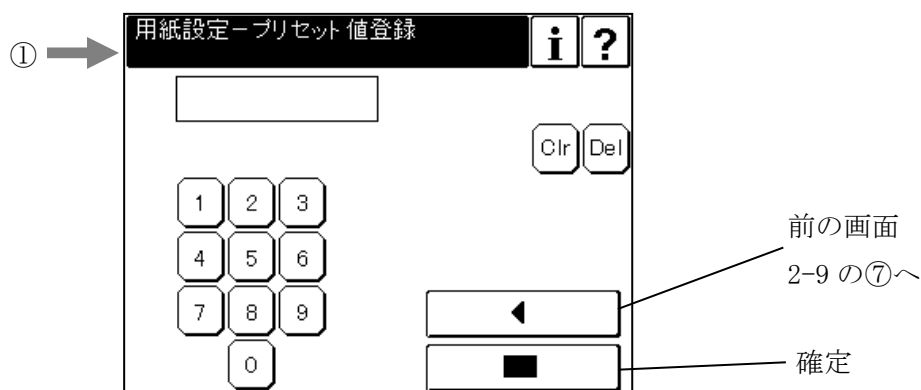 ①
用紙設定-プリセット値登録
i ?
Clr Del
1 2 3
4 5 6
7 8 9
0
前の画面
2-9 の⑦へ
確定